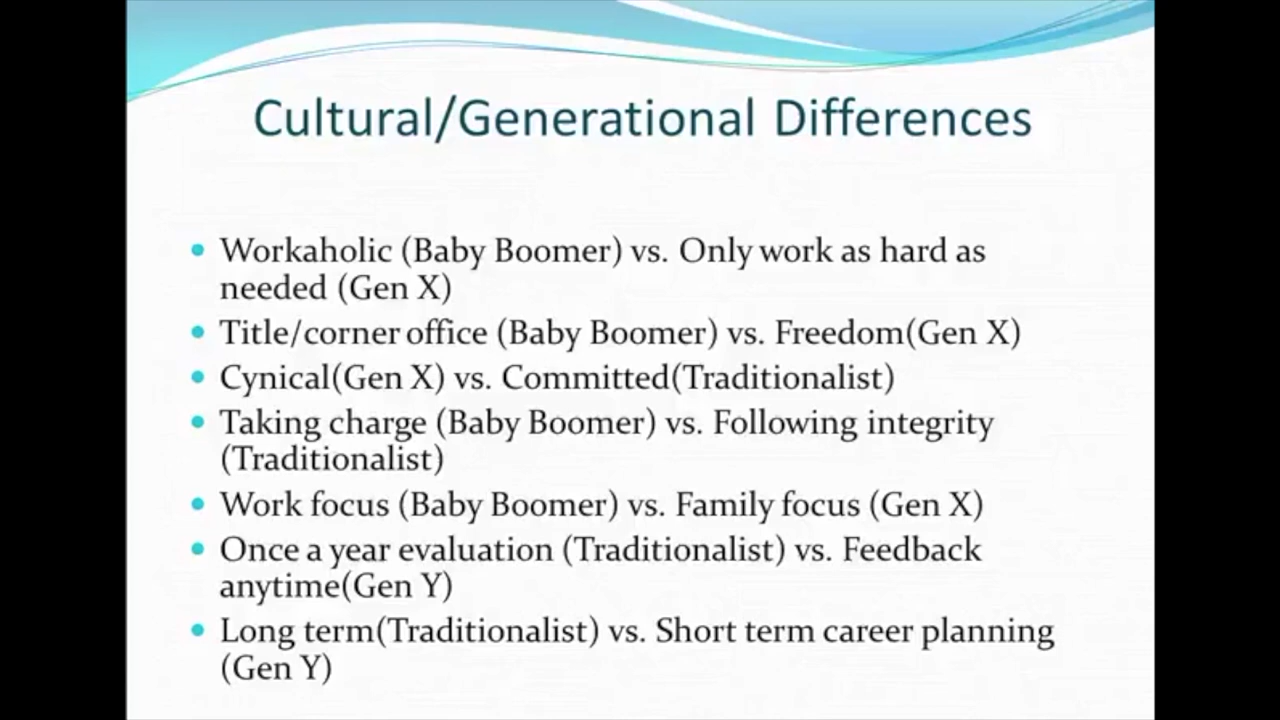 Cultural/Generational Differences
• Workaholic (Baby Boomer) vs. Only work as hard as
needed (Gen X)
• Title/corner office (Baby Boomer) vs. Freedom(Gen X)
• Cynical(Gen X) vs. Committed(Traditionalist)
• Taking charge (Baby Boomer) vs. Following integrity
(Traditionalist)
• Work focus (Baby Boomer) vs. Family focus (Gen X)
• Once a year evaluation (Traditionalist) vs. Feedback
anytime(Gen Y)
• Long term(Traditionalist) vs. Short term career planning
(Gen Y)